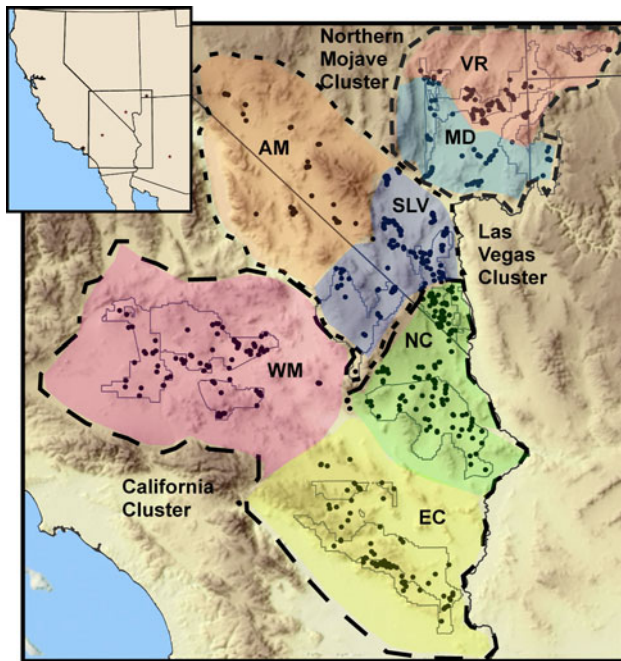 Northern
Mojave
Cluster
VR
AM
MD
SLV
Las
Vegas
Cluster
NC
WM
California
Cluster
EC